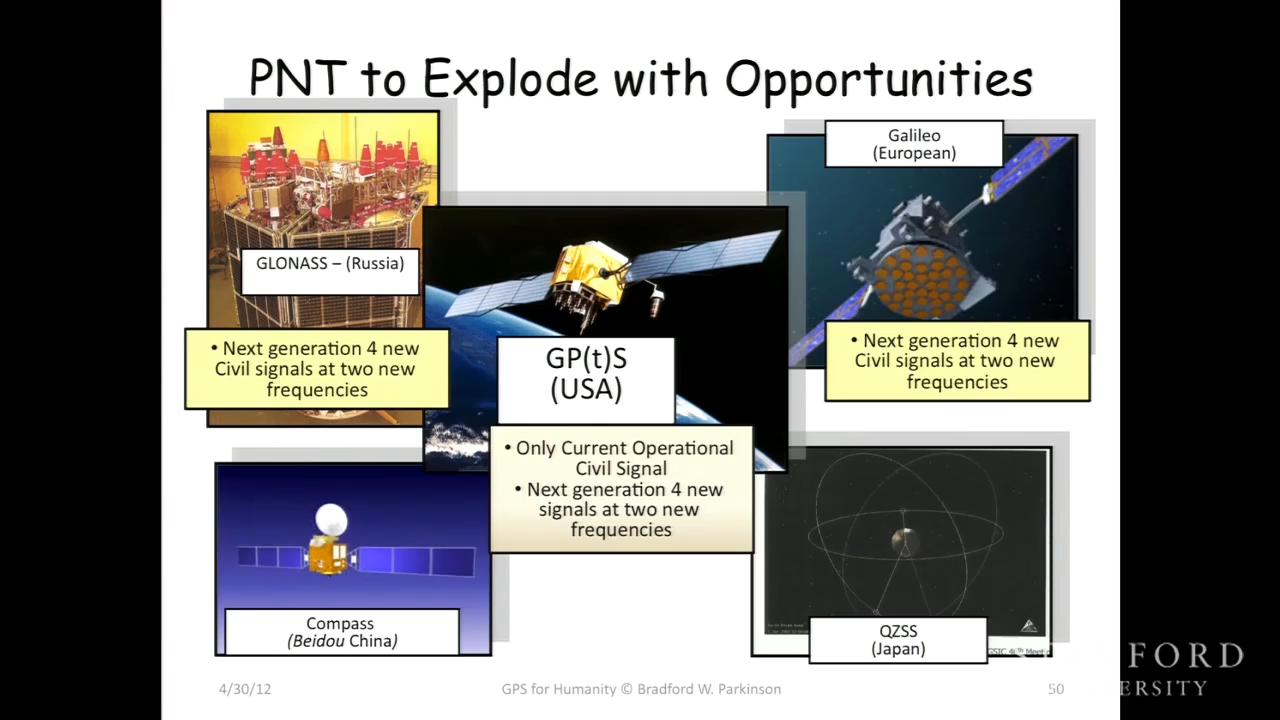 PNT to Explode with Opportunities
Galileo
(European)
GLONASS – (Russia)
• Next generation 4 new
Civil signals at two new
frequencies
• Next generation 4 new
Civil signals at two new
frequencies
GP(t)S
(USA)
• Only Current Operational
Civil Signal
• Next generation 4 new
signals at two new
frequencies
Compass
(Beidou China)
QZSS
(Japan)
4/30/12
GPS for Humanity © Bradford W. Parkinson
50